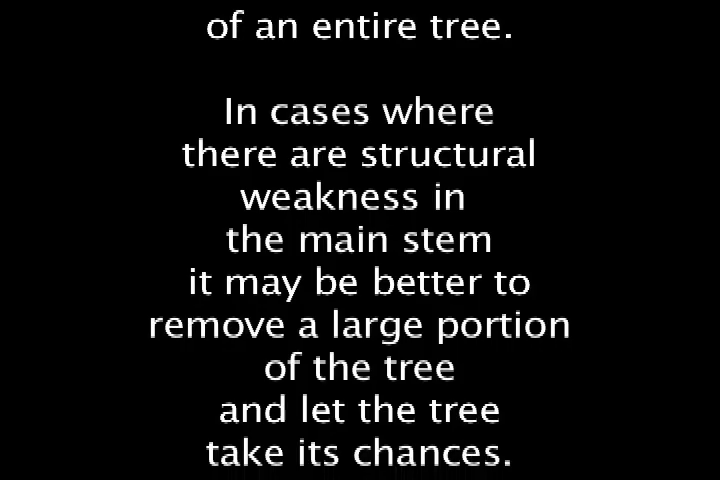 of an entire tree.
In cases where
there are structural
weakness in
the main stem
it may be better to
remove a large portion
of the tree
and let the tree
take its chances.